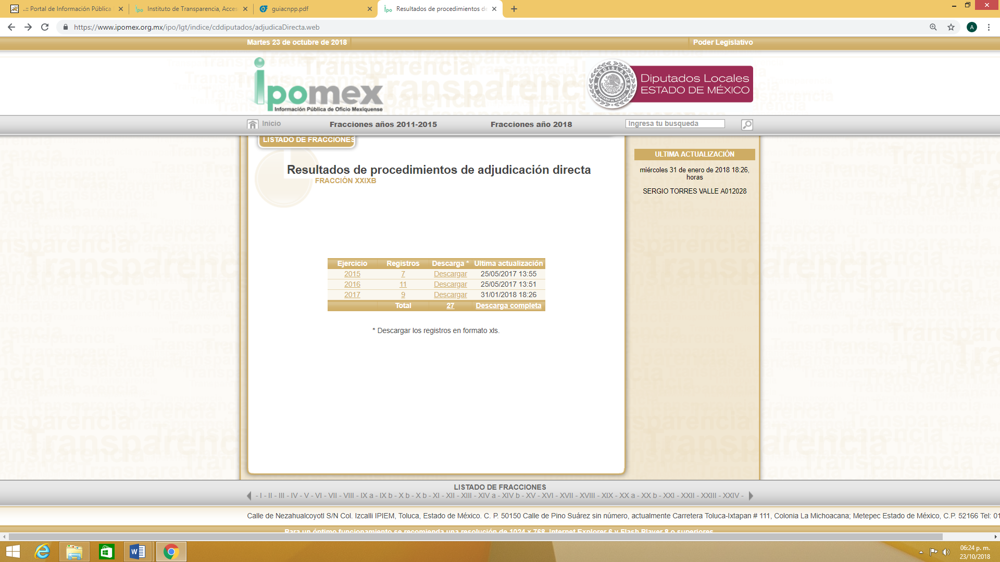 ..:: Portal de Información Pública
Instituto de Transparencia, Acces
guiacnpp.pdf
Resultados de procedimientos de
https://www.ipomex.org.mx/ipo/lgt/indice/cddiputados/adjudicaDirecta.web
A
Martes 23 de octubre de 2018
Poder Legislativo
ipomex
Información Pública de Oficio Mexiquense
LX LEGISLATURA
ESTADO DE MÉXICO
Diputados Locales
ESTADO DE MÉXICO
Inicio
Fracciones años 2011-2015
Fracciones año 2018
Ingresa tu busqueda
LISTADO DE FRACCIONES
Resultados de procedimientos de adjudicación directa
FRACCIÓN XXIXB
ULTIMA ACTUALIZACIÓN
miércoles 31 de enero de 2018 18:26,
horas
SERGIO TORRES VALLE A012028
Ejercicio Registros Descarga * Ultima actualización
2015 7 Descargar 25/05/2017 13:55
2016 11 Descargar 25/05/2017 13:51
2017 9 Descargar 31/01/2018 18:26
Total 27 Descarga completa
* Descargar los registros en formato xls.
LISTADO DE FRACCIONES
- I - II - III - IV - V - VI - VII - VIII - IX a - IX b - X b - X b - XI - XII - XIII - XIV a - XIV b - XV - XVI - XVII - XVIII - XIX - XX a - XX b - XXI - XXII - XXIII - XXIV -
Calle de Nezahualcoyotl S/N Col. Izcalli IPIEM, Toluca, Estado de México. C. P. 50150 Calle de Pino Suárez sin número, actualmente Carretera Toluca-Ixtapan # 111, Colonia La Michoacana; Metepec Estado de México, C.P. 52166 Tel: 01
Para un óptimo funcionamiento se recomienda una resolución de 1024 x 768, Internet Explorer 6 y Flash Player 8 o superiores
06:24 p. m.
23/10/2018